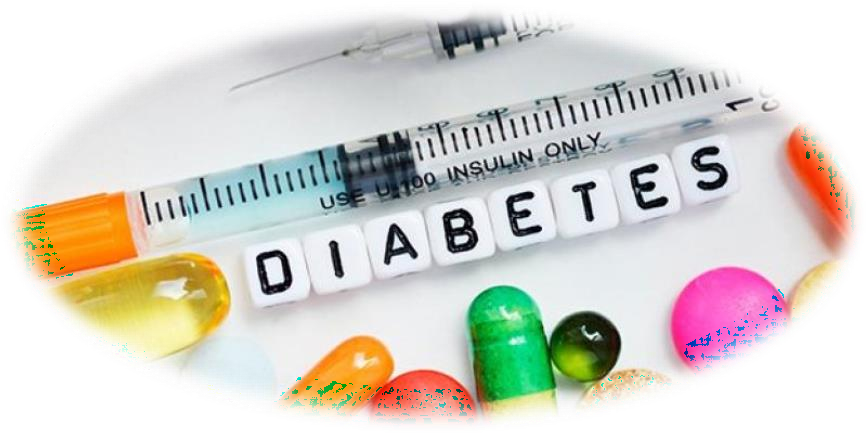 USE U-100 INSULIN ONLY
DIABETES